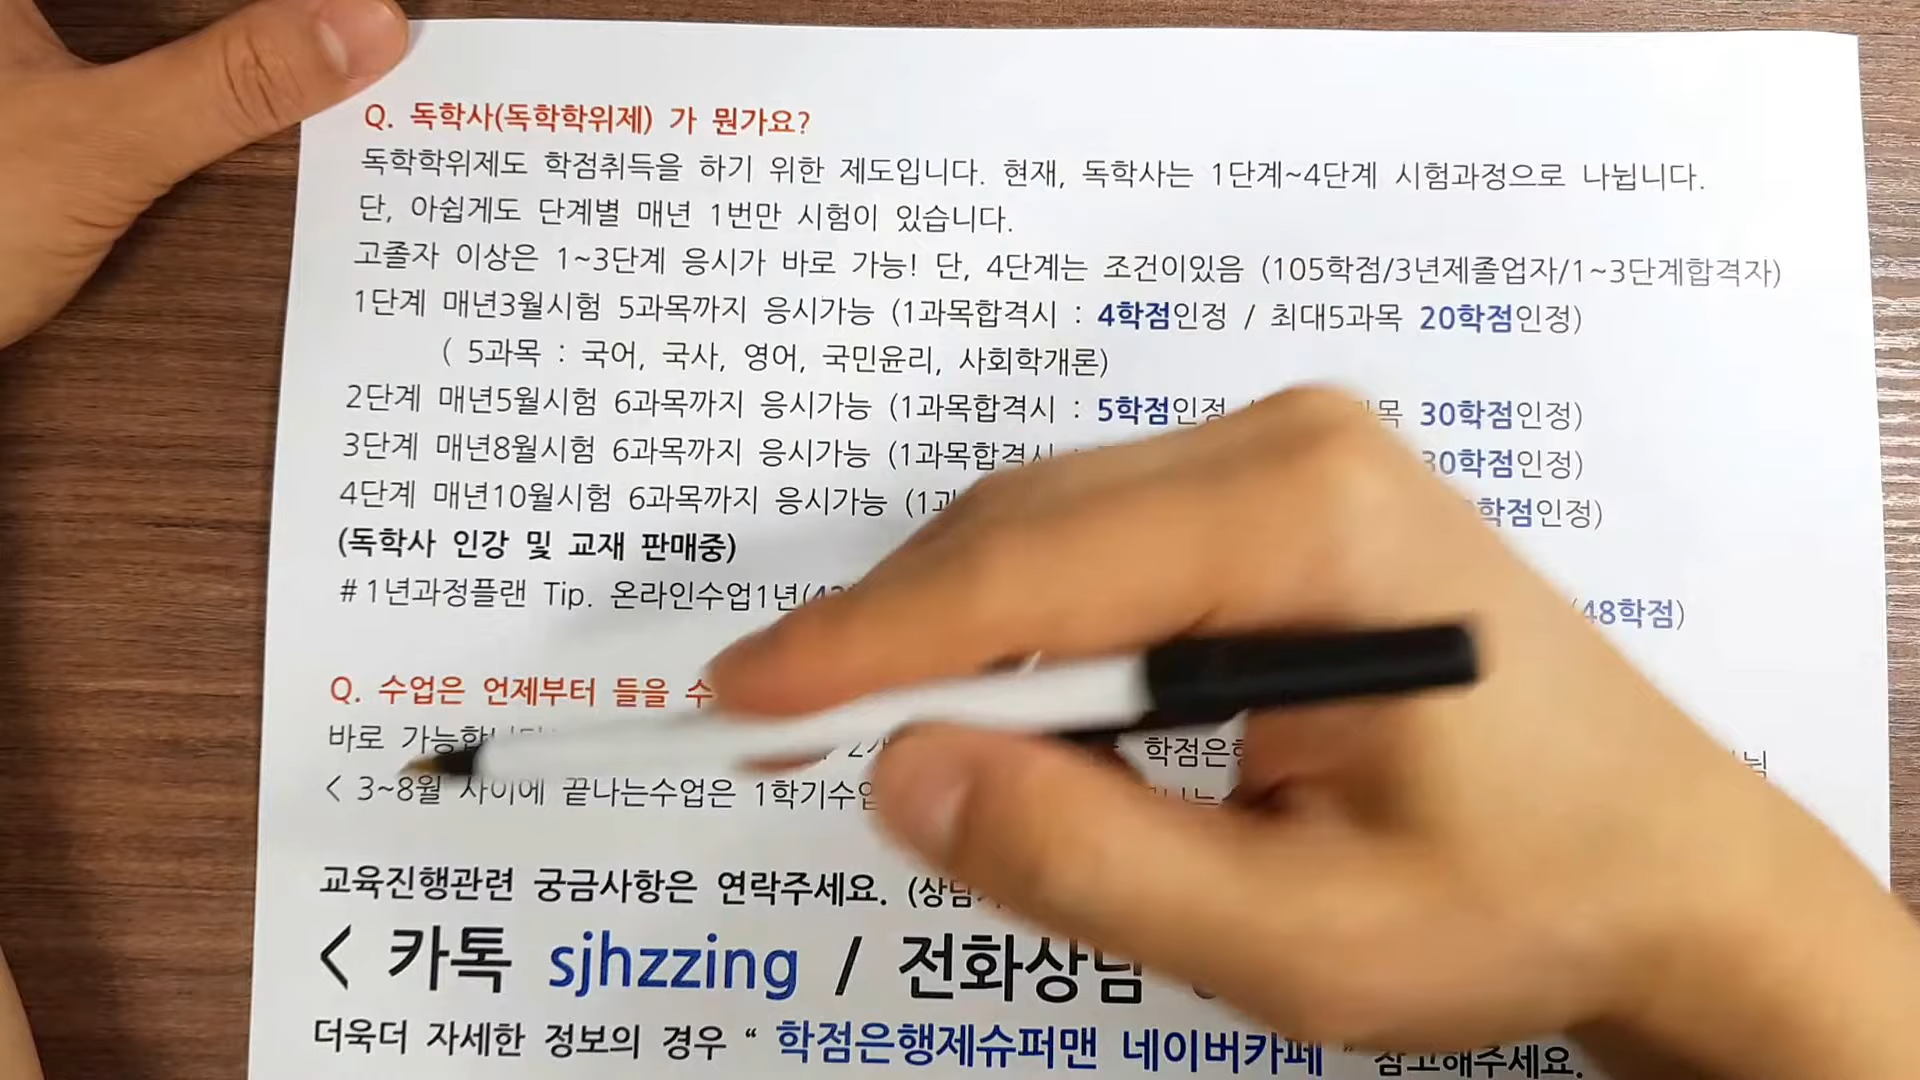 Q. 독학사(독학학위제) 가 뭔가요?
독학학위제도 학점취득을 하기 위한 제도입니다. 현재, 독학사는 1단계~4단계 시험과정으로 나뉩니다.
단, 아쉽게도 단계별 매년 1번만 시험이 있습니다.
고졸자 이상은 1~3단계 응시가 바로 가능! 단, 4단계는 조건이있음 (105학점/3년제졸업자/1~3단계합격자)
1단계 매년3월시험 5과목까지 응시가능 (1과목합격시 : 4학점인정 / 최대5과목 20학점인정)
( 5과목 : 국어, 국사, 영어, 국민윤리, 사회학개론)
2단계 매년5월시험 6과목까지 응시가능 (1과목합격시 : 5학점인정 30학점인정)
3단계 매년8월시험 6과목까지 응시가능 (1과목합격시 30학점인정)
4단계 매년10월시험 6과목까지 응시가능 학점인정)
(독학사 인강 및 교재 판매중)
#1년과정플랜 Tip. 온라인수업1년( 48학점)
Q. 수업은 언제부터 들을
바로
< 3~8월 사이에 끝나는수업은
교육진행관련 궁금사항은 연락주세요.
< 카톡 sjhzzing / 전화상담
더욱더 자세한 정보의 경우 “ 학점은행제슈퍼맨 네이버카페 ” 참고해주세요.